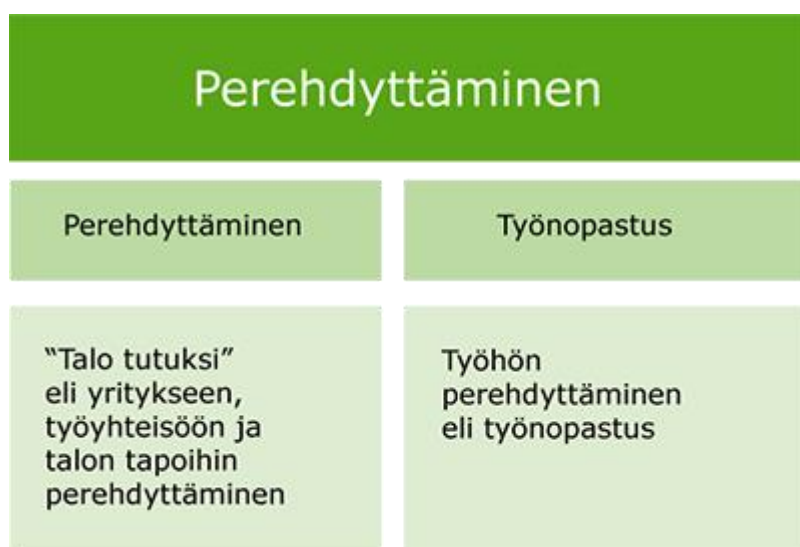 Perehdyttäminen
Perehdyttäminen
Työnopastus
“Talo tutuksi”
eli yritykseen,
työyhteisöön ja
talon tapoihin
perehdyttäminen
Työhön
perehdyttäminen
eli työnopastus